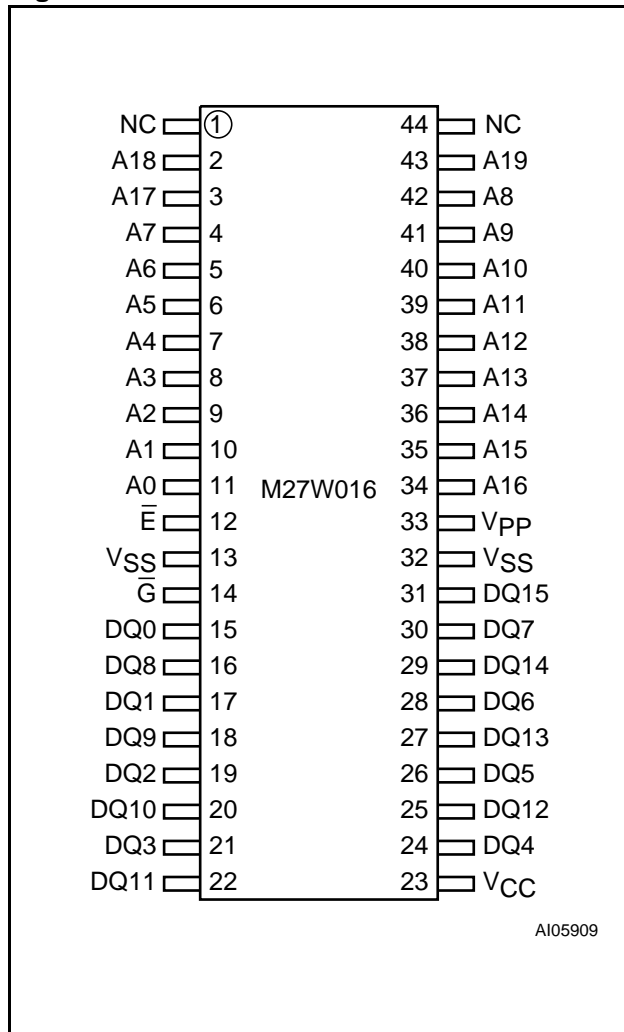 NC 1 44 NC
A18 2 43 A19
A17 3 42 A8
A7 4 41 A9
A6 5 40 A10
A5 6 39 A11
A4 7 38 A12
A3 8 37 A13
A2 9 36 A14
A1 10 35 A15
A0 11 M27W016 34 A16
E̅ 12 33 VPP
VSS 13 32 VSS
G̅ 14 31 DQ15
DQ0 15 30 DQ7
DQ8 16 29 DQ14
DQ1 17 28 DQ6
DQ9 18 27 DQ13
DQ2 19 26 DQ5
DQ10 20 25 DQ12
DQ3 21 24 DQ4
DQ11 22 23 VCC
AI05909